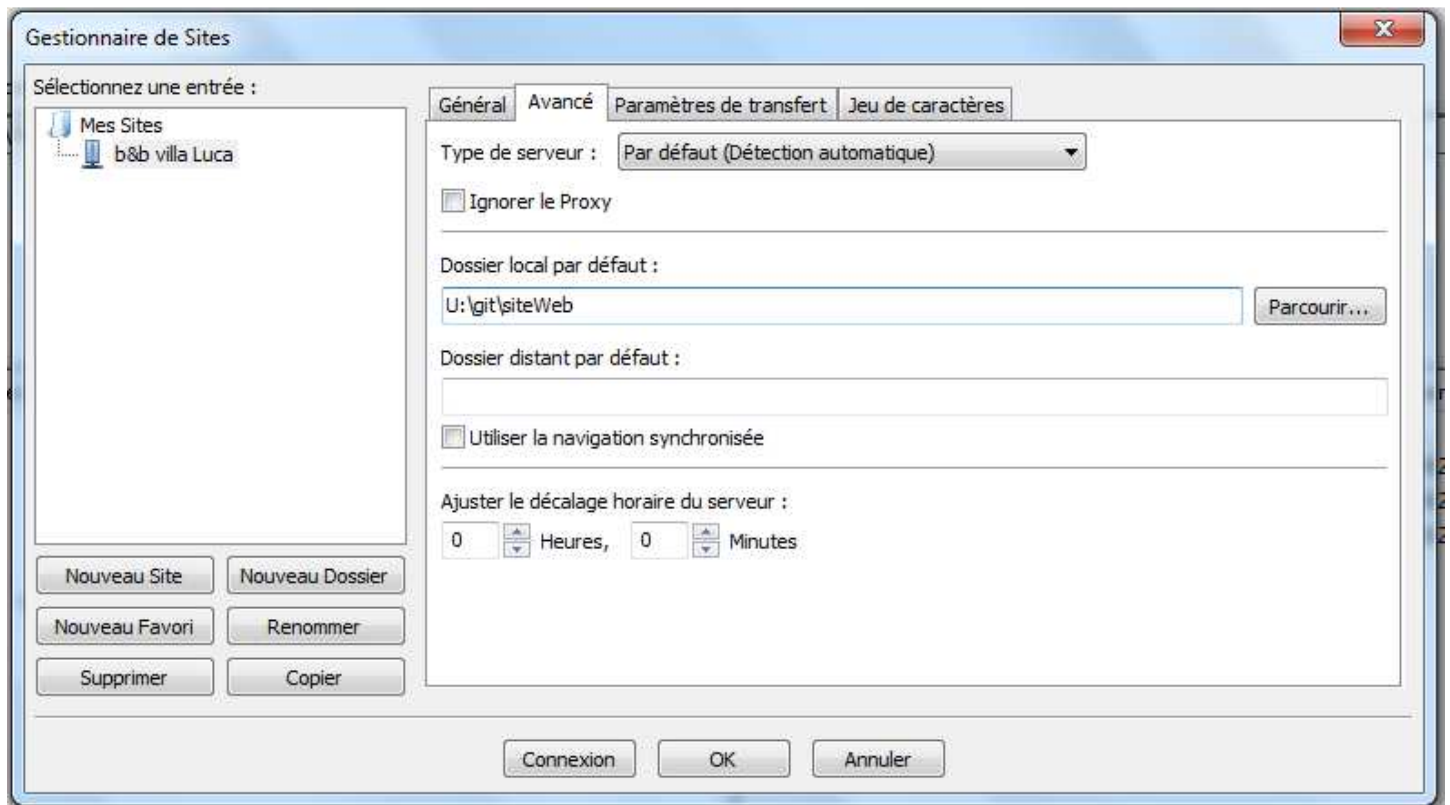 Gestionnaire de Sites
Sélectionnez une entrée :
Mes Sites
b&b villa Luca
Nouveau Site
Nouveau Dossier
Nouveau Favori
Renommer
Supprimer
Copier
Général
Avancé
Paramètres de transfert
Jeu de caractères
Type de serveur :
Par défaut (Détection automatique)
Ignorer le Proxy
Dossier local par défaut :
U:\git\siteWeb
Parcourir...
Dossier distant par défaut :
Utiliser la navigation synchronisée
Ajuster le décalage horaire du serveur :
0 Heures, 0 Minutes
Connexion
OK
Annuler